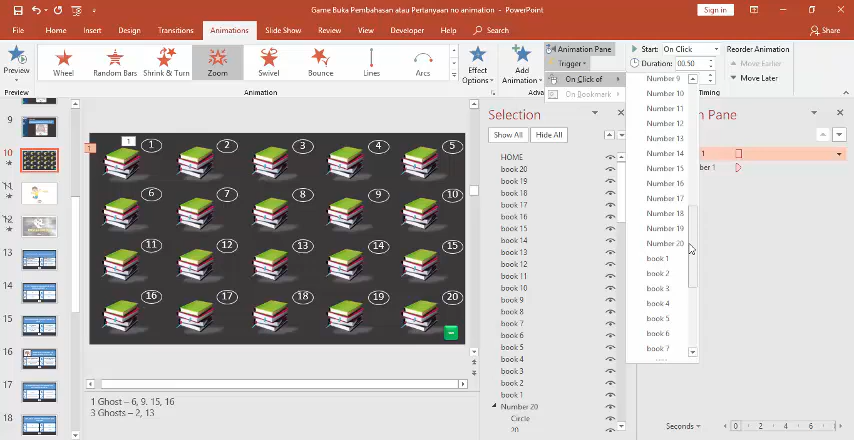 Game Buka Pembahasan atau Pertanyaan no animation - PowerPoint
Sign in
File
Home
Insert
Design
Transitions
Animations
Slide Show
Review
View
Developer
Help
Search
Share
Preview
Wheel
Random Bars
Shrink & Turn
Zoom
Swivel
Bounce
Lines
Arcs
Effect Options
Add Animation
Animation Pane
Trigger
On Click of
On Bookmark
Start: On Click
Duration: 00.50
Reorder Animation
Move Earlier
Move Later
Preview
Animation
Timing
Number 9
Number 10
Number 11
Number 12
Number 13
Number 14
Number 15
Number 16
Number 17
Number 18
Number 19
Number 20
book 1
book 2
book 3
book 4
book 5
book 6
book 7
9
10
11
12
13
14
15
16
17
18
1
1
1
2
3
4
5
6
7
8
9
10
11
12
13
14
15
16
17
18
19
20
1 Ghost – 6, 9. 15, 16
3 Ghosts – 2, 13
Selection
Show All
Hide All
HOME
book 20
book 19
book 18
book 17
book 16
book 15
book 14
book 13
book 12
book 11
book 10
book 9
book 8
book 7
book 6
book 5
book 4
book 3
book 2
book 1
Number 20
Circle
20
Pane
1
Seconds
0
2
4
6